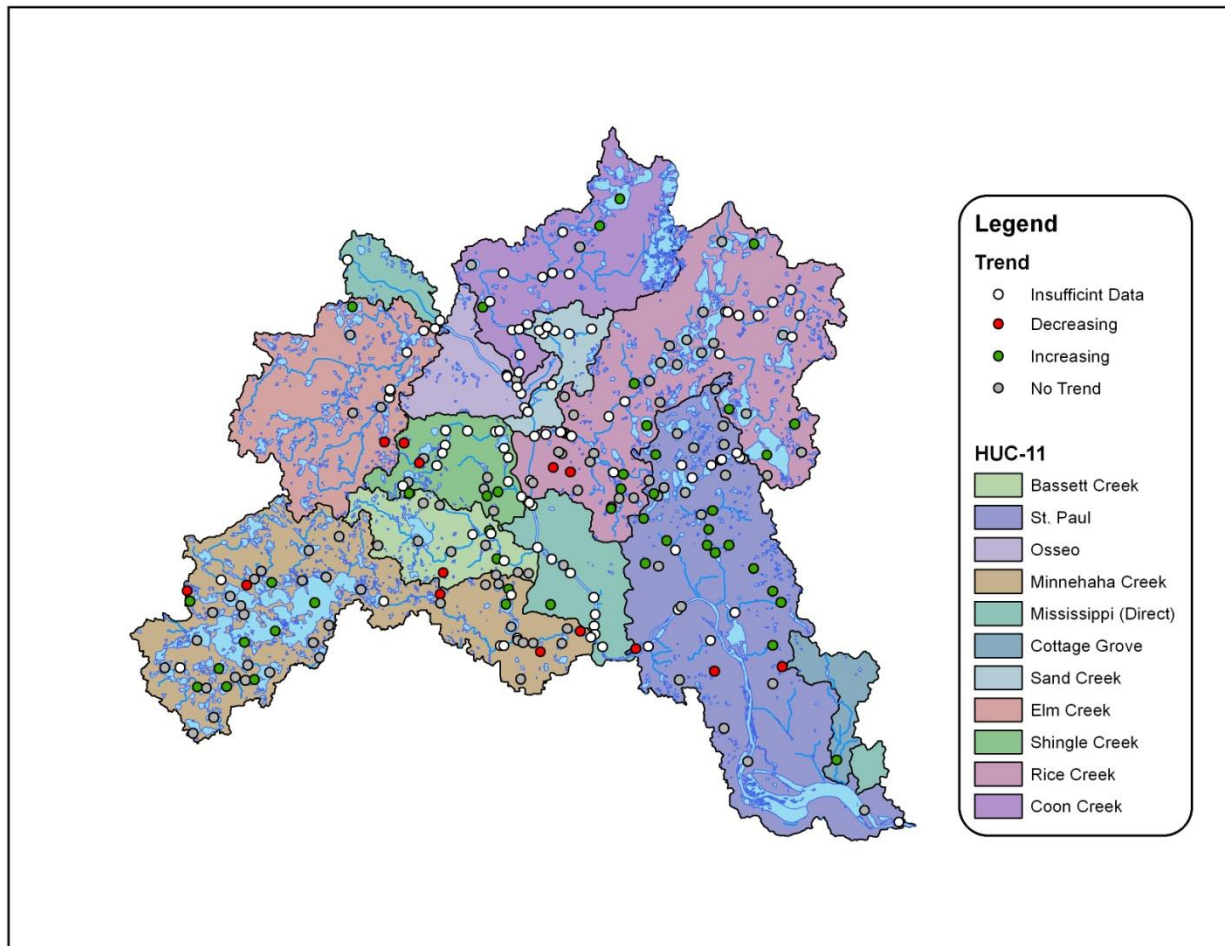 Legend
Trend
Insufficint Data
Decreasing
Increasing
No Trend
HUC-11
Bassett Creek
St. Paul
Osseo
Minnehaha Creek
Mississippi (Direct)
Cottage Grove
Sand Creek
Elm Creek
Shingle Creek
Rice Creek
Coon Creek